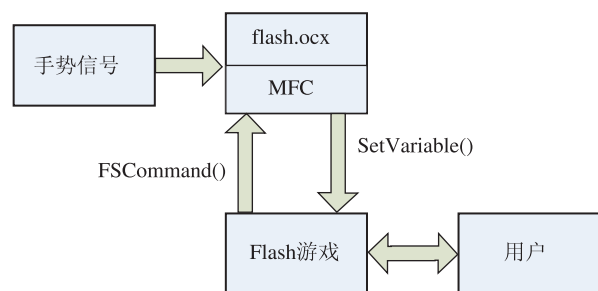 flash.ocx
手势信号
MFC
SetVariable()
FSCommand()
Flash游戏
用户